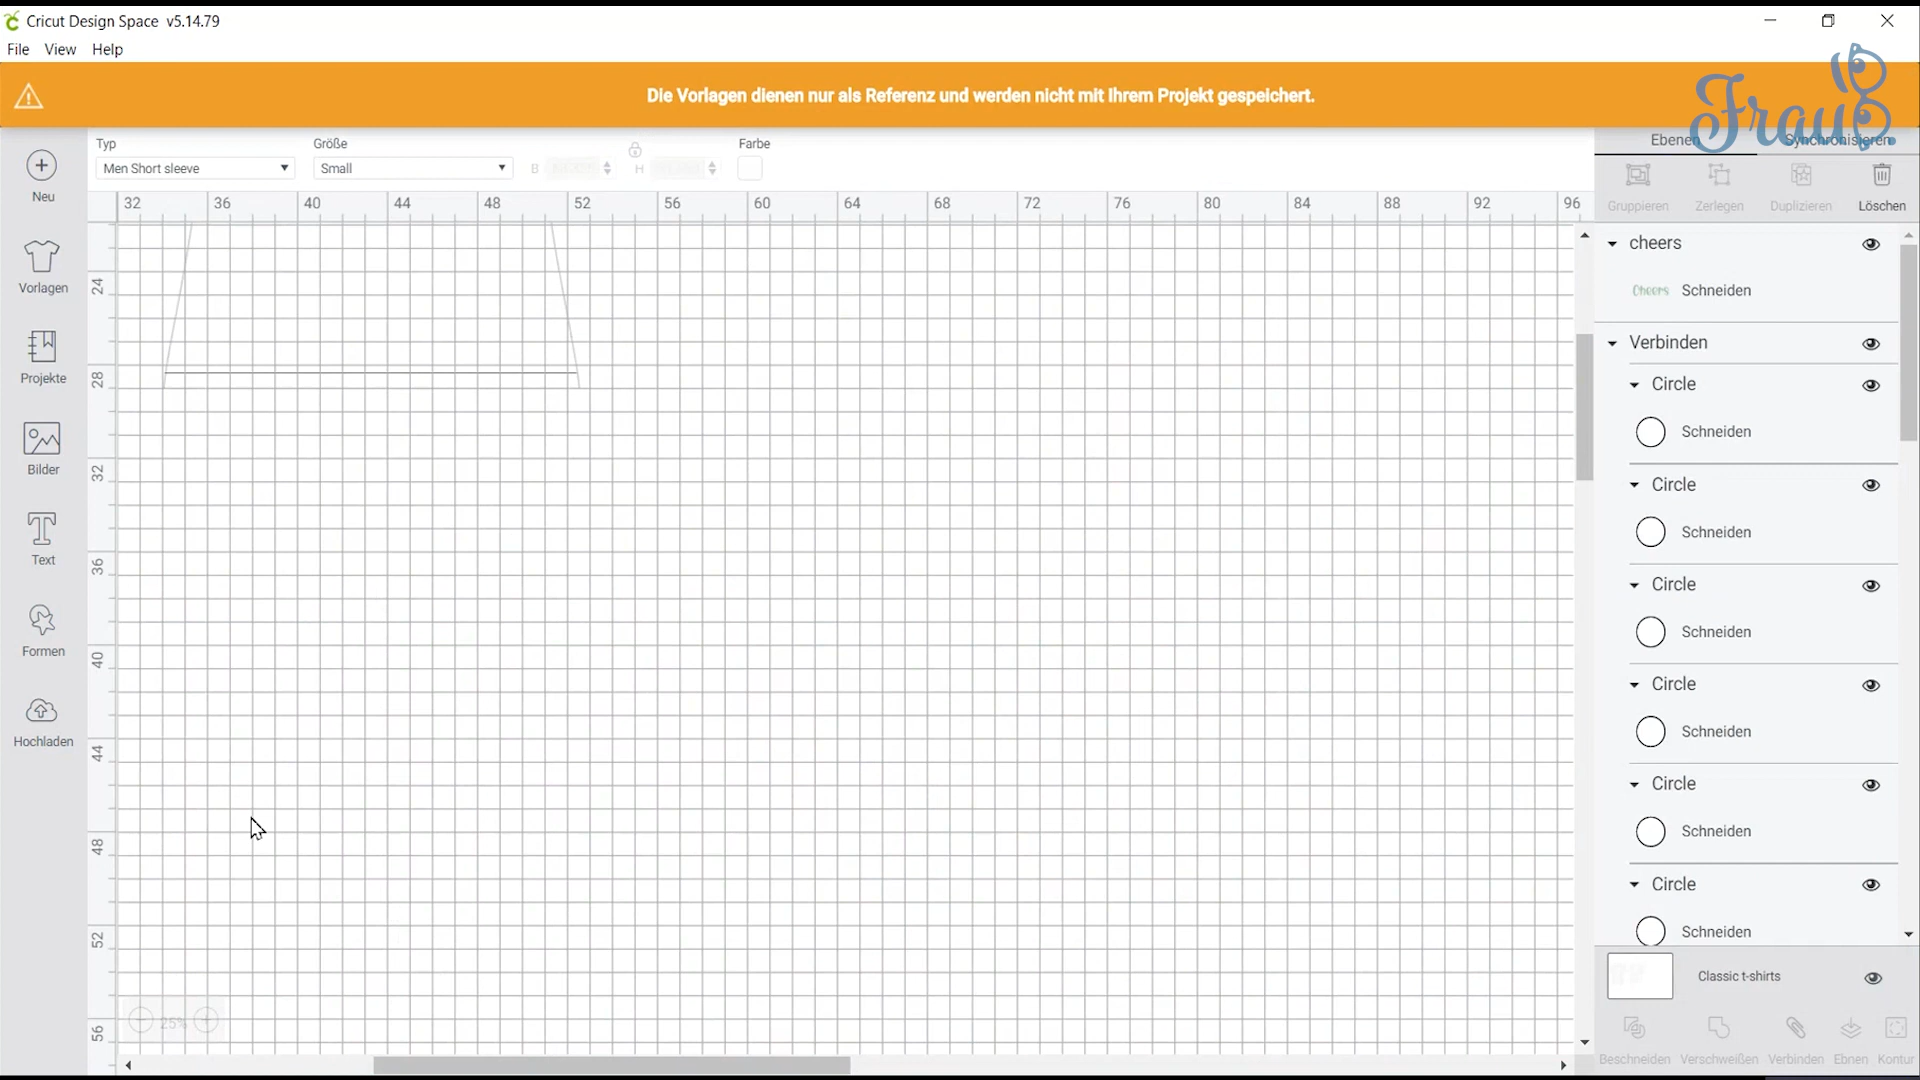 Cricut Design Space v5.14.79
File View Help
Die Vorlagen dienen nur als Referenz und werden nicht mit Ihrem Projekt gespeichert.
Frau B
Typ Größe Farbe
Men Short sleeve Small B H
Ebenen Synchronisieren
Gruppieren Zerlegen Duplizieren Löschen
Neu
Vorlagen
Projekte
Bilder
Text
Formen
Hochladen
32 36 40 44 48 52 56 60 64 68 72 76 80 84 88 92 96
24
28
32
36
40
44
48
52
56
25%
cheers
Cheers Schneiden
Verbinden
Circle
Schneiden
Circle
Schneiden
Circle
Schneiden
Circle
Schneiden
Circle
Schneiden
Circle
Schneiden
Classic t-shirts
Beschneiden Verschweißen Verbinden Ebnen Kontur